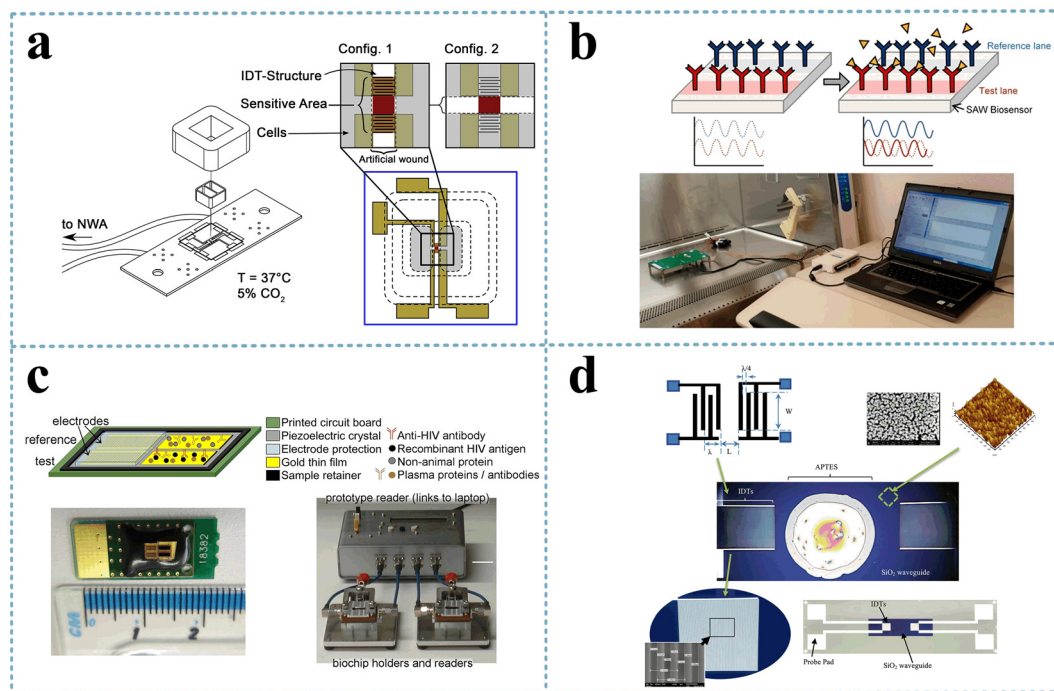 a
Config. 1
Config. 2
IDT-Structure
Sensitive Area
Cells
Artificial wound
to NWA
T = 37°C
5% CO₂
b
Reference lane
Test lane
SAW Biosensor
c
electrodes
reference
test
Printed circuit board
Piezoelectric crystal
Electrode protection
Gold thin film
Sample retainer
Anti-HIV antibody
Recombinant HIV antigen
Non-animal protein
Plasma proteins / antibodies
18382
CM
0
1
2
prototype reader (links to laptop)
biochip holders and readers
d
λ/4
W
λ
L
APTES
IDTs
SiO₂ waveguide
IDTs
Probe Pad
SiO₂ waveguide